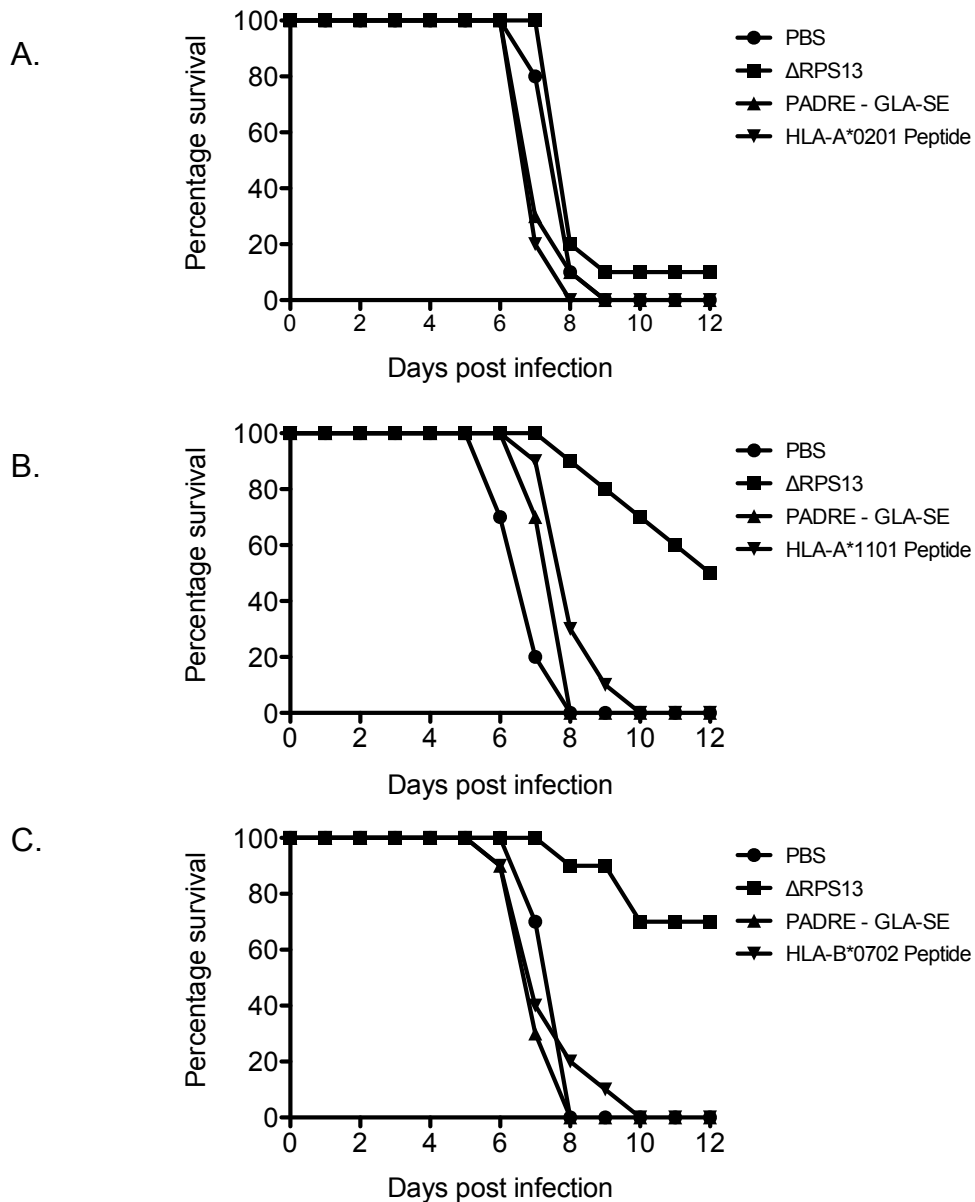 A.
Percentage survival
100
80
60
40
20
0
0 2 4 6 8 10 12
Days post infection
PBS
ΔRPS13
PADRE - GLA-SE
HLA-A*0201 Peptide
B.
Percentage survival
100
80
60
40
20
0
0 2 4 6 8 10 12
Days post infection
PBS
ΔRPS13
PADRE - GLA-SE
HLA-A*1101 Peptide
C.
Percentage survival
100
80
60
40
20
0
0 2 4 6 8 10 12
Days post infection
PBS
ΔRPS13
PADRE - GLA-SE
HLA-B*0702 Peptide